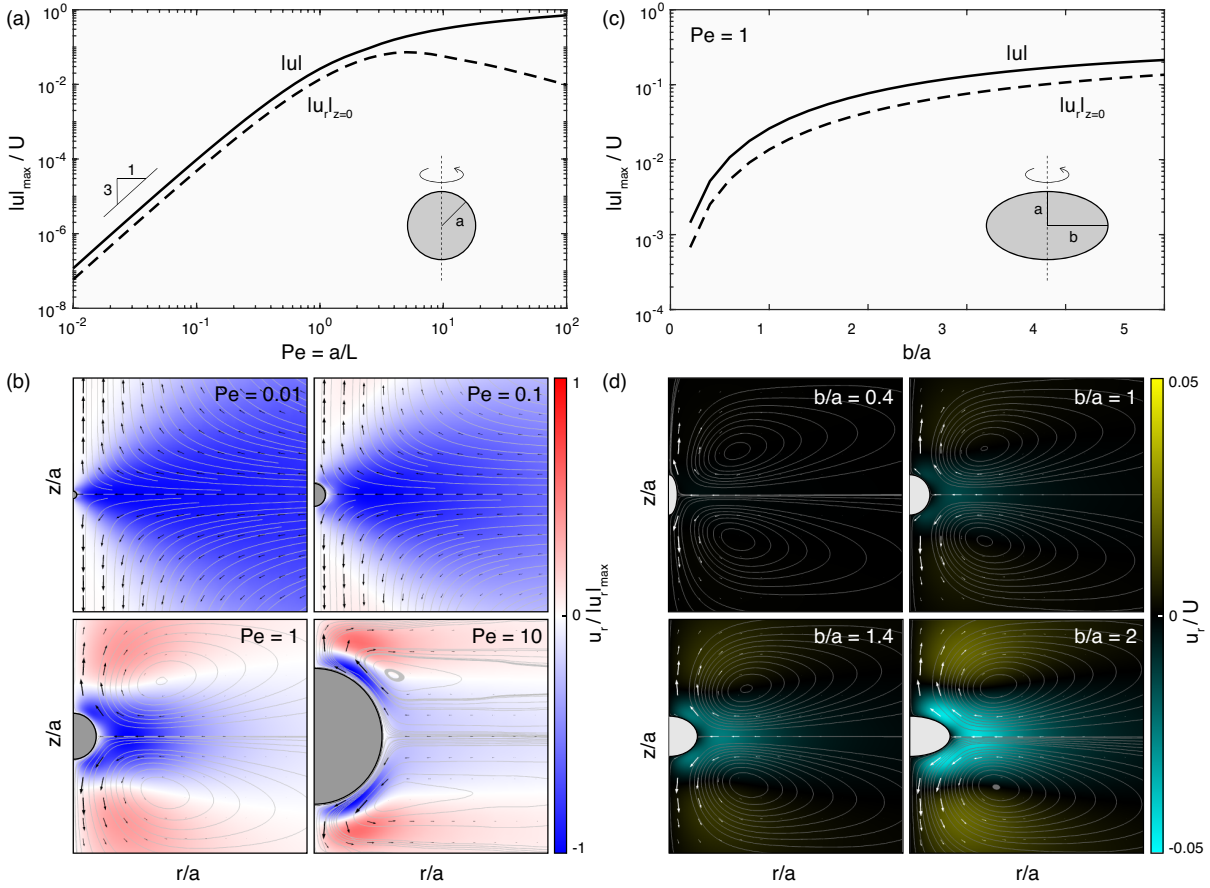 (a)
|u|max / U
10^0
10^-2
10^-4
10^-6
10^-8
|u|
|ur|z=0
1
3
a
10^-2
10^-1
10^0
10^1
10^2
Pe = a/L
(c)
|u|max / U
10^0
10^-1
10^-2
10^-3
10^-4
Pe = 1
|u|
|ur|z=0
a
b
0
1
2
3
4
5
b/a
(b)
z/a
Pe = 0.01
Pe = 0.1
z/a
Pe = 1
Pe = 10
r/a
r/a
1
0
-1
ur / |ur|max
(d)
z/a
b/a = 0.4
b/a = 1
z/a
b/a = 1.4
b/a = 2
r/a
r/a
0.05
0
-0.05
ur / U